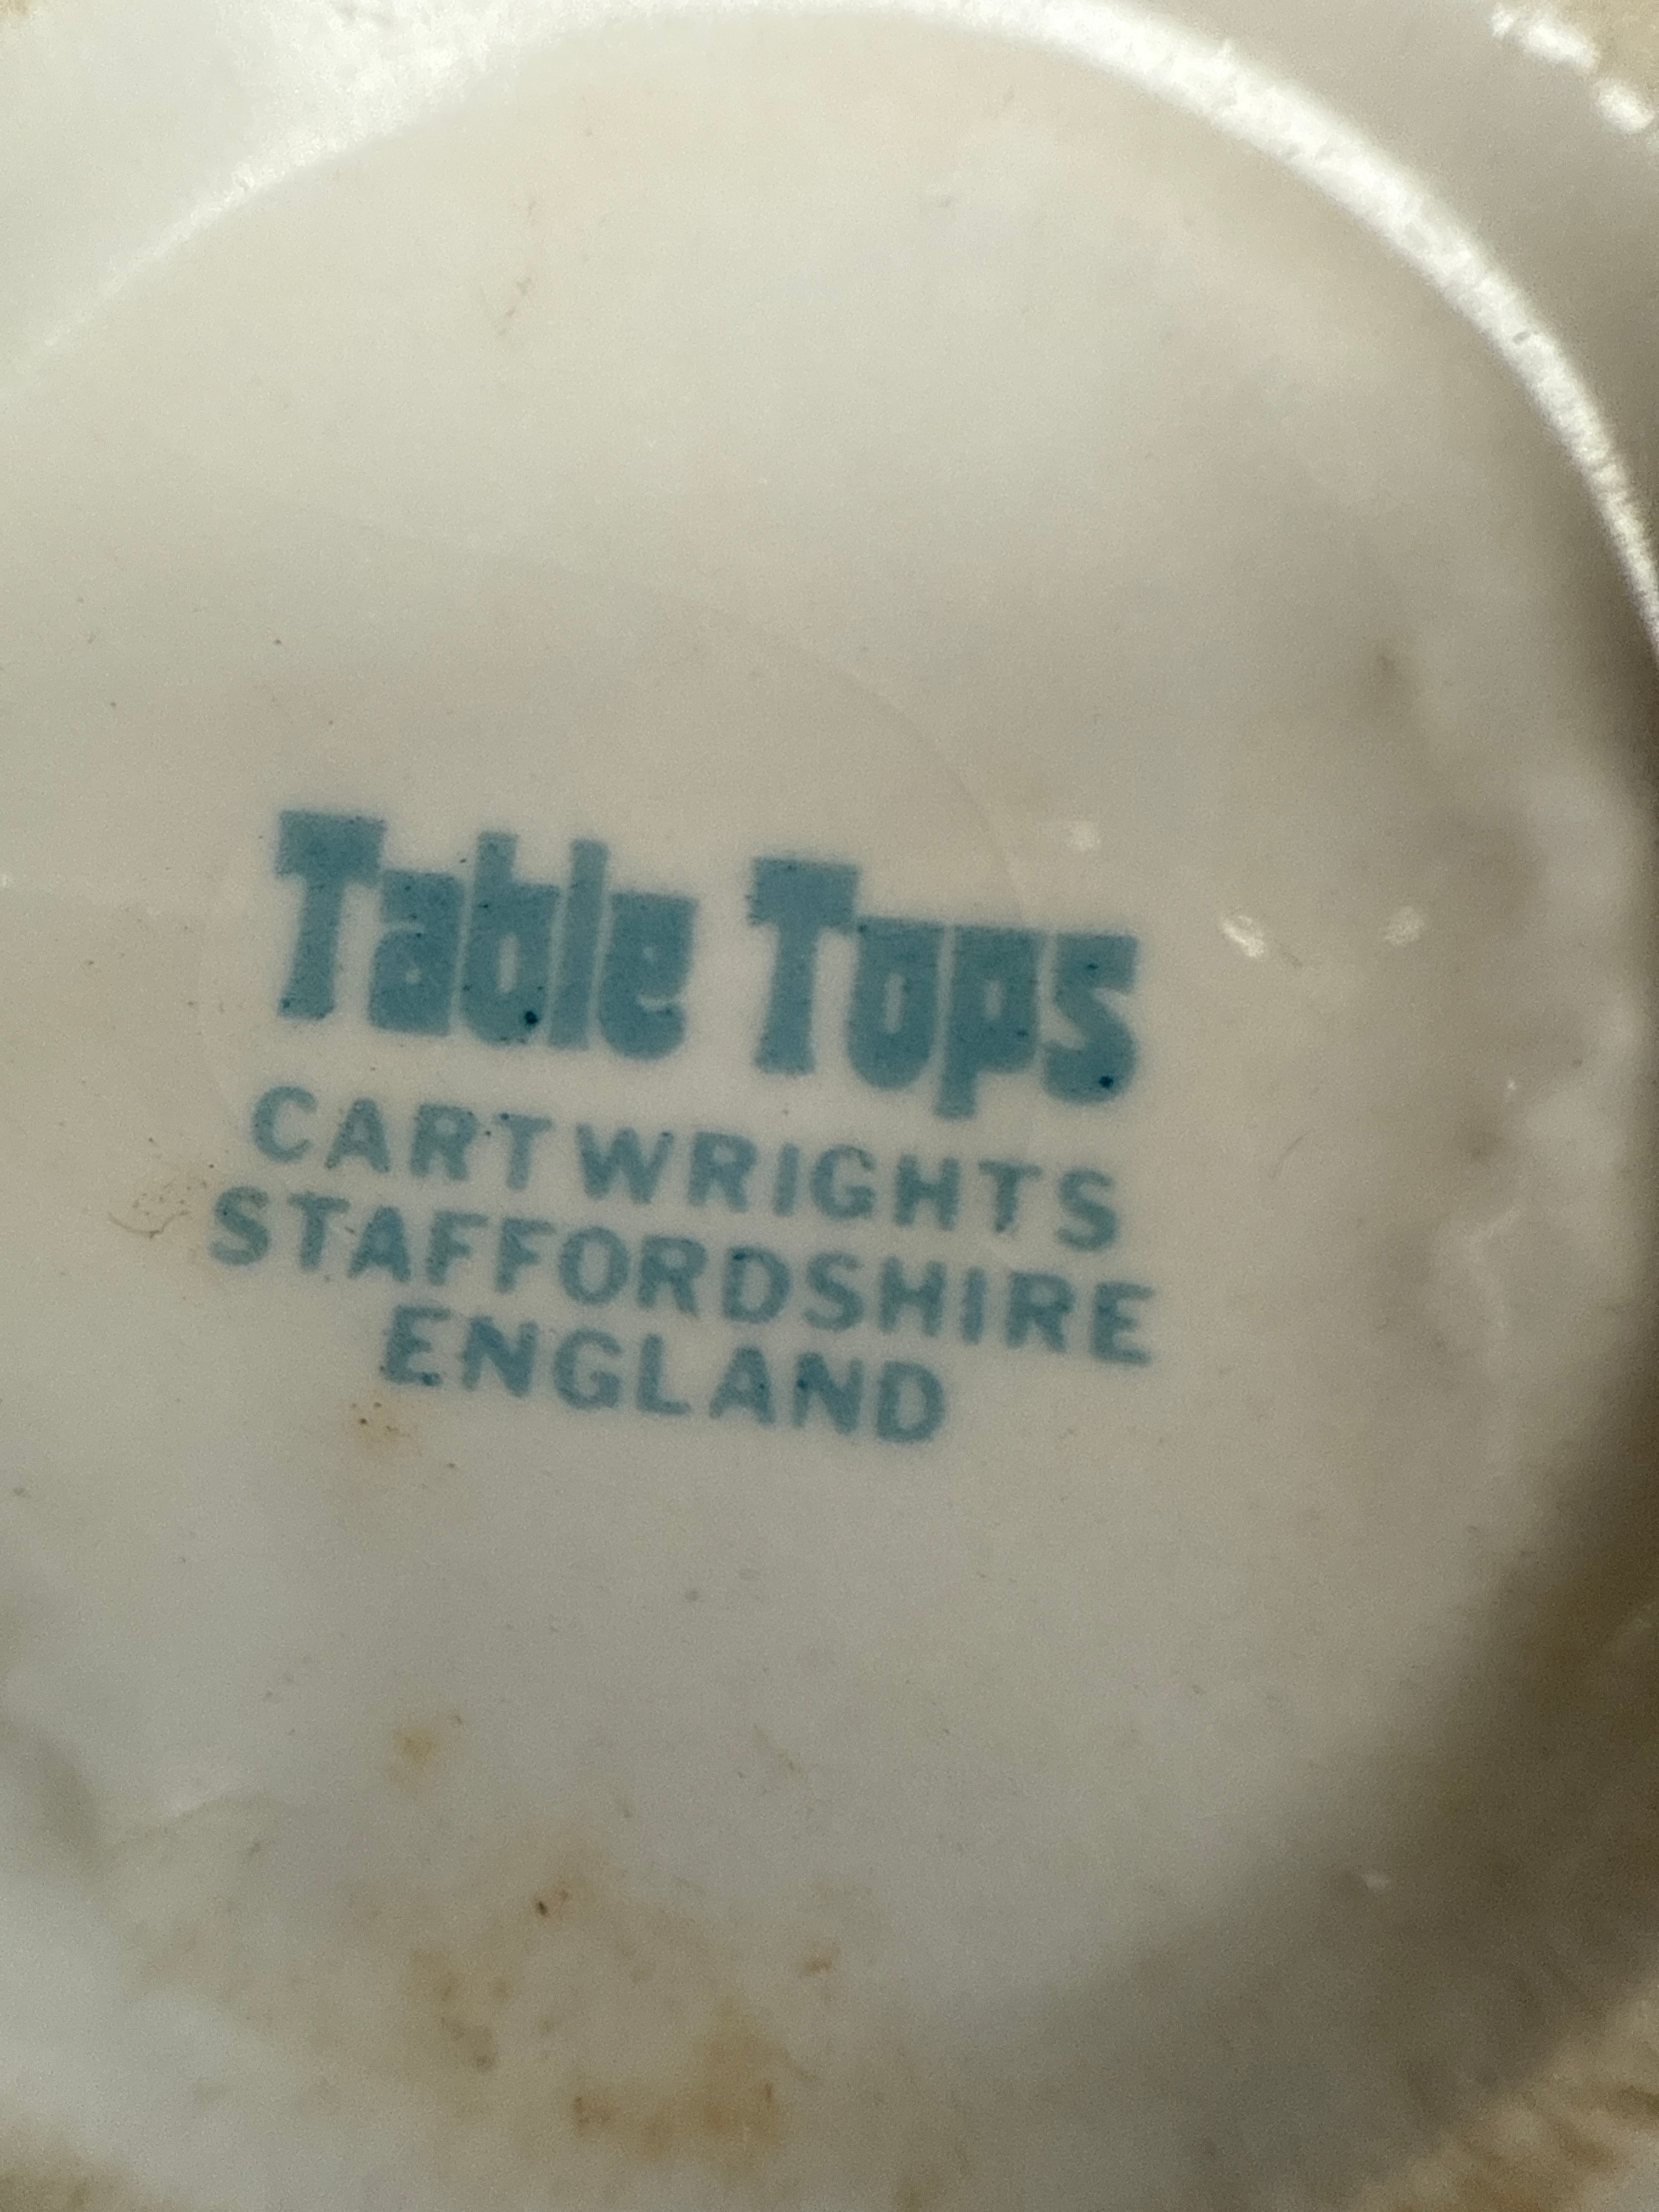 Table Tops
CARTWRIGHTS
STAFFORDSHIRE
ENGLAND